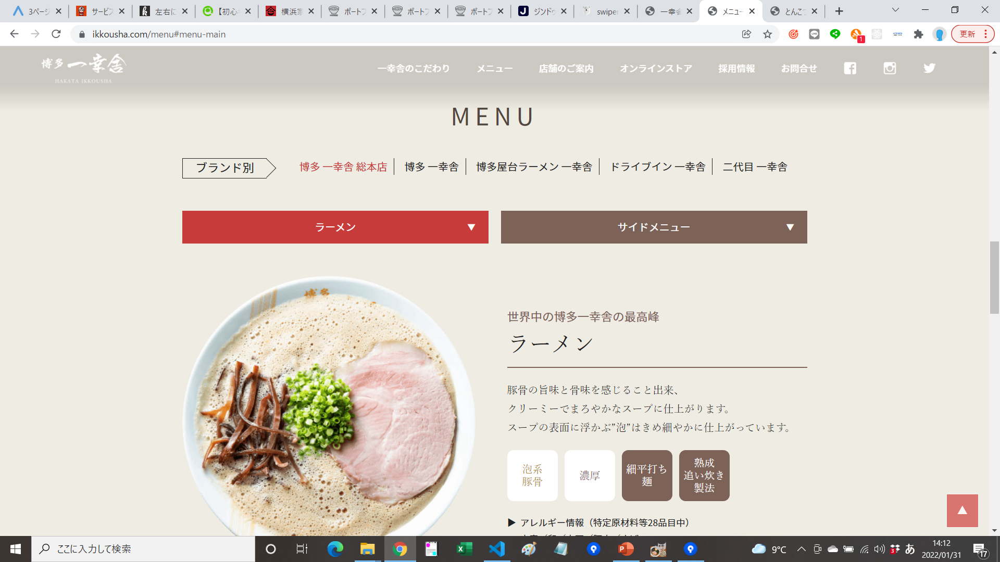 3ページ
サービス
左右に
【初心
横浜家
ポートフ
ポートフ
ポートフ
ジンドゥ
swiper
一幸舎
メニュー
とんこつ
ikkousha.com/menu#menu-main
更新
1
博多 一幸舎
HAKATA IKKOUSHA
一幸舎のこだわり
メニュー
店舗のご案内
オンラインストア
採用情報
お問合せ
MENU
ブランド別
博多 一幸舎 総本店
博多 一幸舎
博多屋台ラーメン 一幸舎
ドライブイン 一幸舎
二代目 一幸舎
ラーメン ▼
サイドメニュー ▼
博多
世界中の博多一幸舎の最高峰
ラーメン
豚骨の旨味と骨味を感じること出来、
クリーミーでまろやかなスープに仕上がります。
スープの表面に浮かぶ”泡”はきめ細やかに仕上がっています。
泡系
豚骨
濃厚
細平打ち
麺
熟成
追い炊き
製法
▶ アレルギー情報（特定原材料等28品目中）
ここに入力して検索
9°C
3
あ
14:12
2022/01/31
17